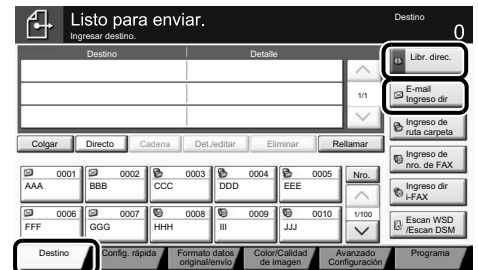 Listo para enviar.
Ingresar destino.
Destino
0
Destino
Detalle
1/1
Libr. direc.
E-mail
Ingreso dir
Ingreso de
ruta carpeta
Ingreso de
nro. de FAX
Ingreso dir
i-FAX
Escan WSD
/Escan DSM
Colgar
Directo
Cadena
Det./editar
Eliminar
Rellamar
0001
AAA
0002
BBB
0003
CCC
0004
DDD
0005
EEE
Nro.
0006
FFF
0007
GGG
0008
HHH
0009
III
0010
JJJ
1/100
Destino
Config. rápida
Formato datos
original/envío
Color/Calidad
de imagen
Avanzado
Configuración
Programa